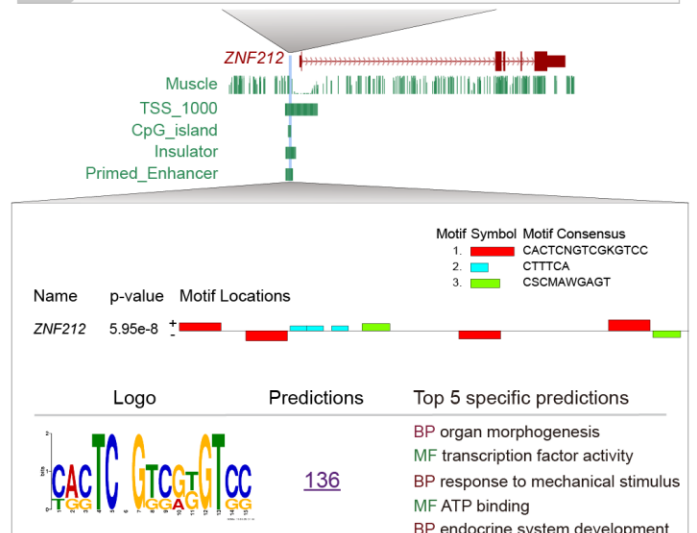 ZNF212
Muscle
TSS_1000
CpG_island
Insulator
Primed_Enhancer
Motif Symbol Motif Consensus
1. CACTCNGTCGKGTCC
2. CTTTCA
3. CSCMAWGAGT
Name p-value Motif Locations
ZNF212 5.95e-8 +
-
Logo Predictions Top 5 specific predictions
BP organ morphogenesis
MF transcription factor activity
BP response to mechanical stimulus
136
MF ATP binding
BP endocrine system development